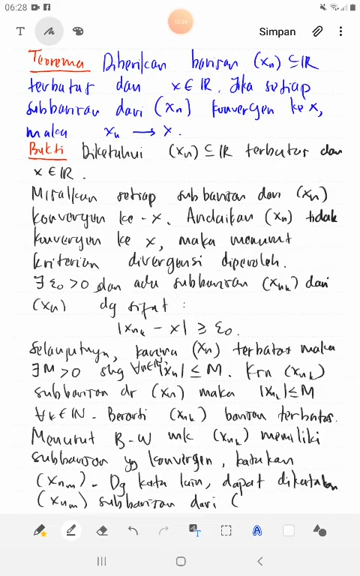 06:28
Simpan
Teorema Diberikan barisan (xₙ) ⊆ ℝ
terbatas dan x ∈ ℝ. Jika setiap
subbarisan dari (xₙ) konvergen ke x,
maka xₙ → x.
Bukti Diketahui (xₙ) ⊆ ℝ terbatas dan
x ∈ ℝ.
Misalkan setiap subbarisan dari (xₙ)
konvergen ke x. Andaikan (xₙ) tidak
konvergen ke x, maka menurut
kriteria divergensi diperoleh.
∃ ε₀ > 0 dan ada subbarisan (xₙₖ) dari
(xₙ) dg sifat :
|xₙₖ − x| ≥ ε₀.
Selanjutnya, karena (xₙ) terbatas maka
∃ M > 0 shg ∀n∈ℕ |xₙ| ≤ M. Krn (xₙₖ)
subbarisan dr (xₙ) maka |xₙₖ| ≤ M
∀k ∈ ℕ. Berarti (xₙₖ) barisan terbatas.
Menurut B-W mk (xₙₖ) memiliki
subbarisan yg konvergen, katakan
(xₙₘ). Dg kata lain, dapat dikatakan
(xₙₘ) subbarisan dari (